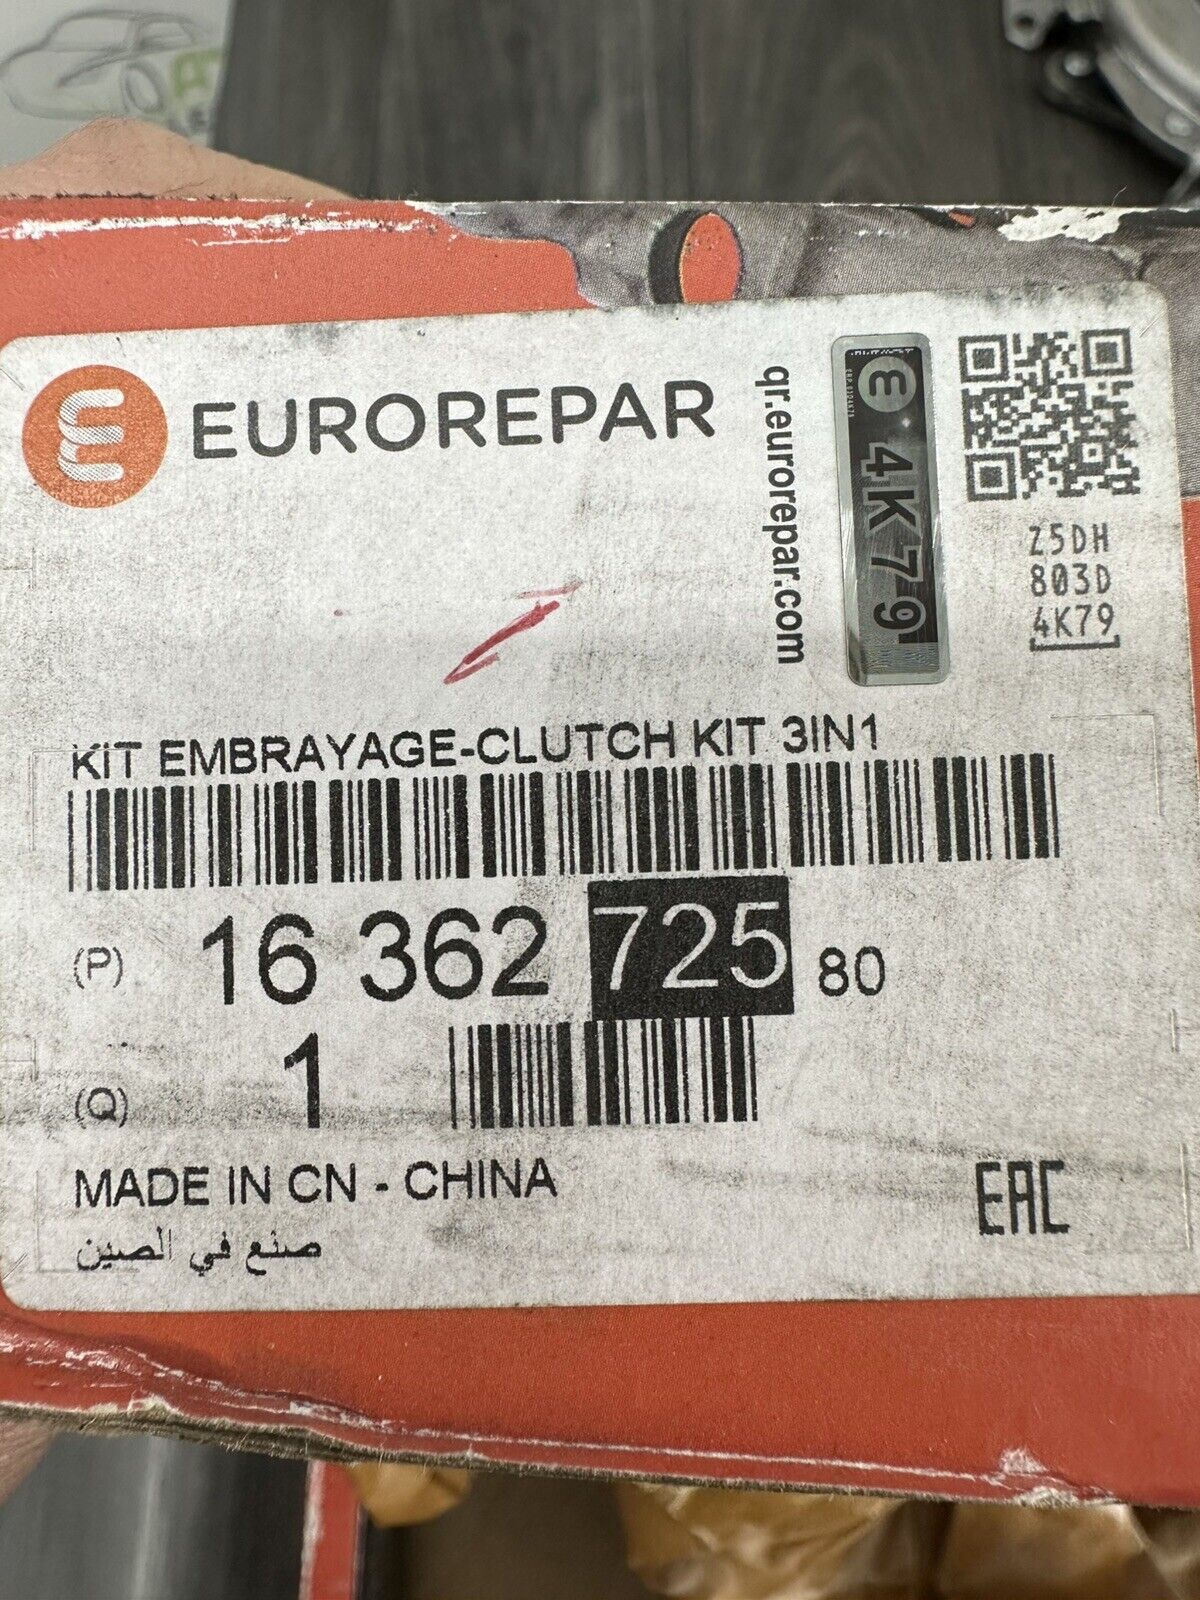 EUROREPAR
qr.eurorepar.com
4K79
Z5DH
803D
4K79
KIT EMBRAYAGE-CLUTCH KIT 3IN1
(P) 16 362 725 80
(Q) 1
MADE IN CN - CHINA
صنع في الصين
EAC